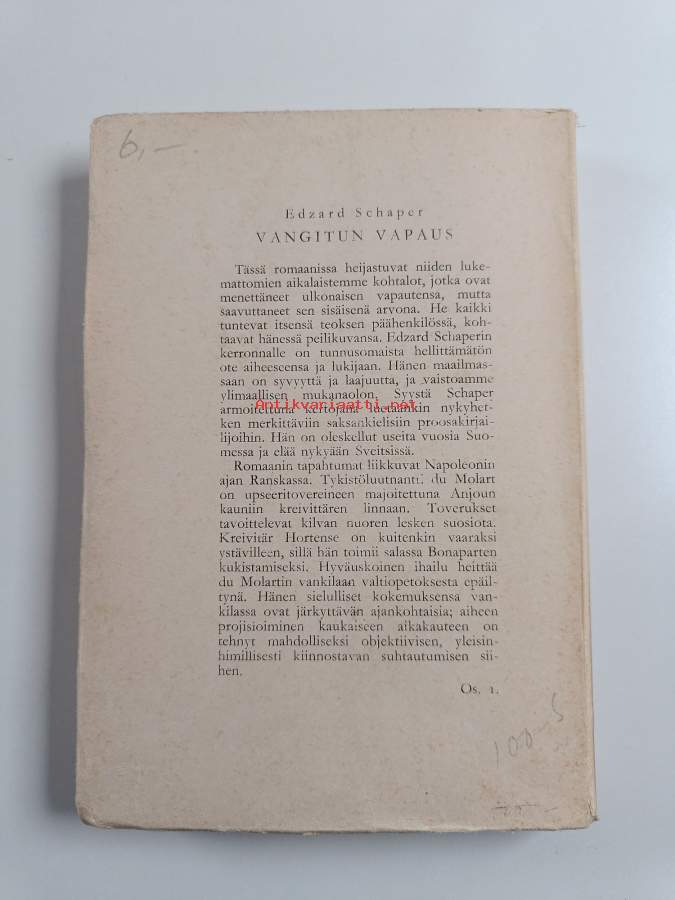 6,—
Edzard Schaper
VANGITUN VAPAUS
Tässä romaanissa heijastuvat niiden luke-
mattomien aikalaistemme kohtalot, jotka ovat
menettäneet ulkonaisen vapautensa, mutta
saavuttaneet sen sisäisenä arvona. He kaikki
tuntevat itsensä teoksen päähenkilössä, koh-
taavat hänessä peilikuvansa. Edzard Schaperin
kerronnalle on tunnusomaista hellittämätön
ote aiheeseensa ja lukijaan. Hänen maailmas-
saan on syvyyttä ja laajuutta, ja vaistoamme
ylimaallisen mukanaolon. Syystä Schaper
Antikvariaatti.net
armoitettuna kertojana luetaankin nykyhet-
ken merkittäviin saksankielisiin proosakirjai-
lijoihin. Hän on oleskellut useita vuosia Suo-
messa ja elää nykyään Sveitsissä.
Romaanin tapahtumat liikkuvat Napoleonin
ajan Ranskassa. Tykistöluutnantti du Molart
on upseeritovereineen majoitettuna Anjoun
kauniin kreivittären linnaan. Toverukset
tavoittelevat kilvan nuoren lesken suosiota.
Kreivitär Hortense on kuitenkin vaaraksi
ystävilleen, sillä hän toimii salassa Bonaparten
kukistamiseksi. Hyväuskoinen ihailu heittää
du Molartin vankilaan valtiopetoksesta epäil-
tynä. Hänen sielulliset kokemuksensa van-
kilassa ovat järkyttävän ajankohtaisia; aiheen
projisioiminen kaukaiseen aikakauteen on
tehnyt mahdolliseksi objektiivisen, yleisin-
himillisesti kiinnostavan suhtautumisen sii-
hen.
Os. 1.